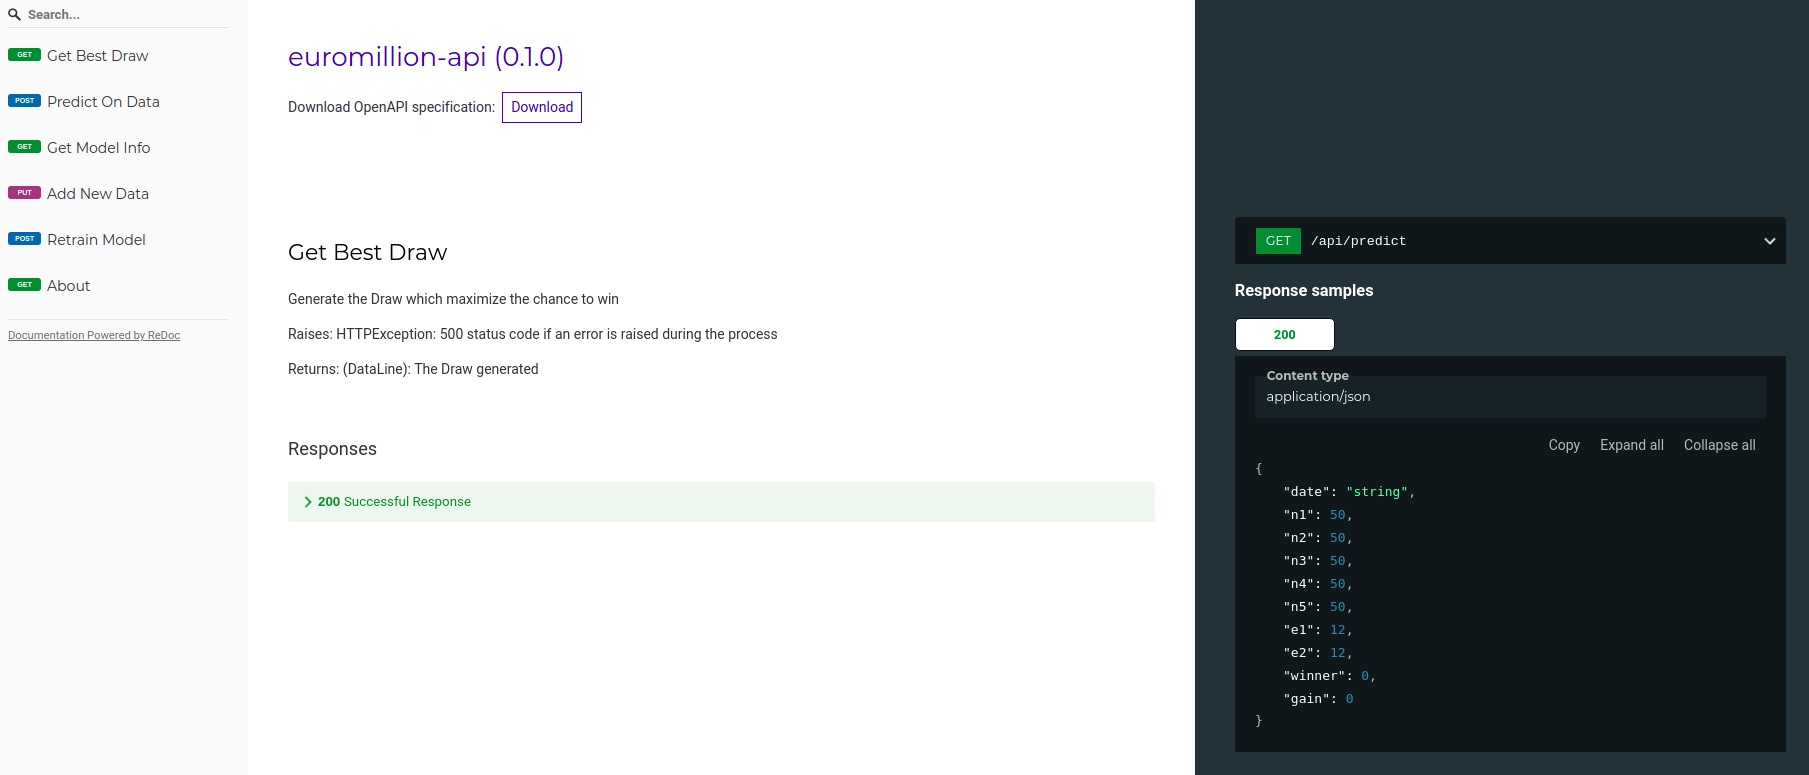 Search...
GET Get Best Draw
POST Predict On Data
GET Get Model Info
PUT Add New Data
POST Retrain Model
GET About
Documentation Powered by ReDoc
euromillion-api (0.1.0)
Download OpenAPI specification: Download
Get Best Draw
Generate the Draw which maximize the chance to win
Raises: HTTPException: 500 status code if an error is raised during the process
Returns: (DataLine): The Draw generated
Responses
200 Successful Response
GET /api/predict
Response samples
200
Content type
application/json
Copy Expand all Collapse all
{
"date": "string",
"n1": 50,
"n2": 50,
"n3": 50,
"n4": 50,
"n5": 50,
"e1": 12,
"e2": 12,
"winner": 0,
"gain": 0
}